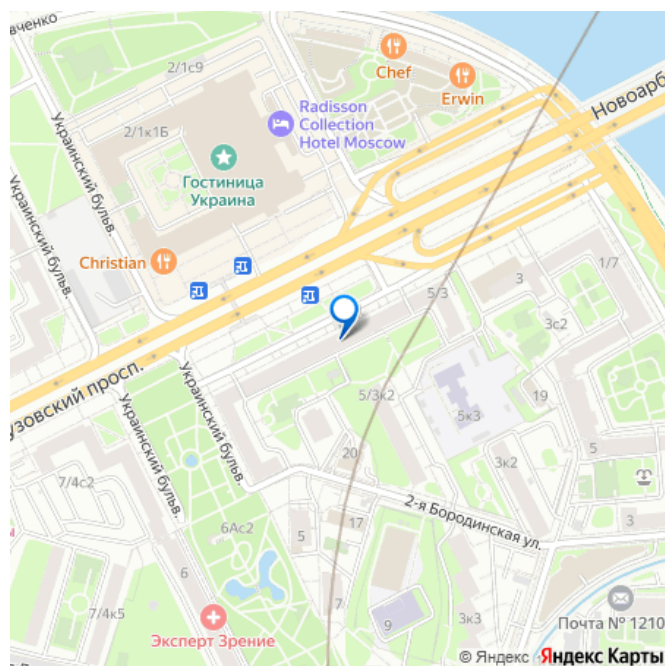 вченко
2/1с9
Chef
Erwin
Новоарб
Radisson
Collection
Hotel Moscow
2/1к1Б
Украинский бульв.
Гостиница
Украина
Украинский бульв.
Christian
1/7
3
5/3
3с2
узовский просп.
Украинский бульв.
5/3к2
19
5к3
5
Украинский бульв.
20
3к2
7/4с2
2-я Бородинская ул.
17
3
6Ас2
5
7
6
9
3к3
7/4к5
Эксперт Зрение
Почта № 1210
© Яндекс Яндекс Карты